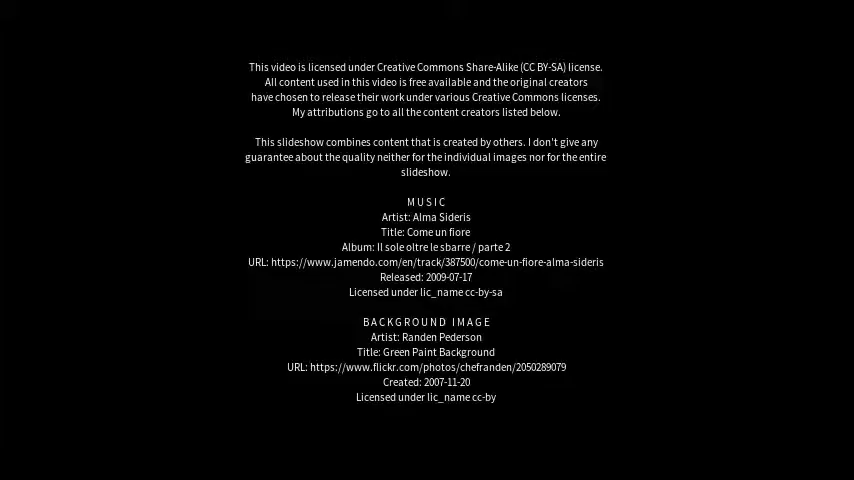 This video is licensed under Creative Commons Share-Alike (CC BY-SA) license.
All content used in this video is free available and the original creators
have chosen to release their work under various Creative Commons licenses.
My attributions go to all the content creators listed below.
This slideshow combines content that is created by others. I don't give any
guarantee about the quality neither for the individual images nor for the entire
slideshow.
MUSIC
Artist: Alma Sideris
Title: Come un fiore
Album: Il sole oltre le sbarre / parte 2
URL: https://www.jamendo.com/en/track/387500/come-un-fiore-alma-sideris
Released: 2009-07-17
Licensed under lic_name cc-by-sa
BACKGROUND IMAGE
Artist: Randen Pederson
Title: Green Paint Background
URL: https://www.flickr.com/photos/chefranden/2050289079
Created: 2007-11-20
Licensed under lic_name cc-by